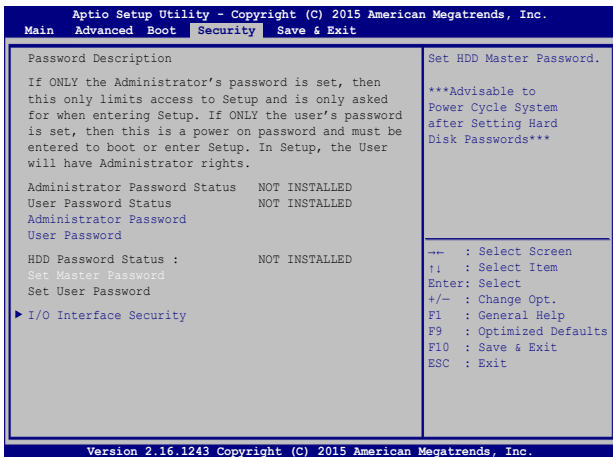 Aptio Setup Utility - Copyright (C) 2015 American Megatrends, Inc.
Main Advanced Boot Security Save & Exit
Password Description
If ONLY the Administrator's password is set, then
this only limits access to Setup and is only asked
for when entering Setup. If ONLY the user's password
is set, then this is a power on password and must be
entered to boot or enter Setup. In Setup, the User
will have Administrator rights.
Administrator Password Status NOT INSTALLED
User Password Status NOT INSTALLED
Administrator Password
User Password
HDD Password Status : NOT INSTALLED
Set Master Password
Set User Password
▶ I/O Interface Security
Set HDD Master Password.
***Advisable to
Power Cycle System
after Setting Hard
Disk Passwords***
→← : Select Screen
↑↓ : Select Item
Enter: Select
+/— : Change Opt.
F1 : General Help
F9 : Optimized Defaults
F10 : Save & Exit
ESC : Exit
Version 2.16.1243 Copyright (C) 2015 American Megatrends, Inc.